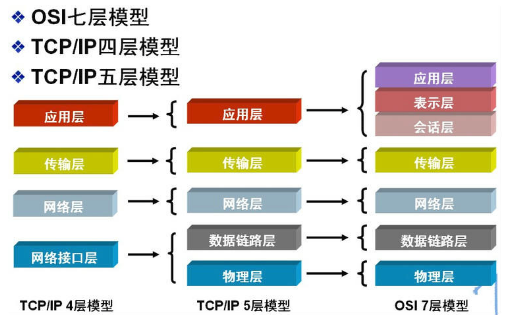 ❖ OSI七层模型
❖ TCP/IP四层模型
❖ TCP/IP五层模型
应用层
应用层
应用层
表示层
会话层
传输层
传输层
传输层
网络层
网络层
网络层
网络接口层
数据链路层
数据链路层
物理层
物理层
TCP/IP 4层模型
TCP/IP 5层模型
OSI 7层模型